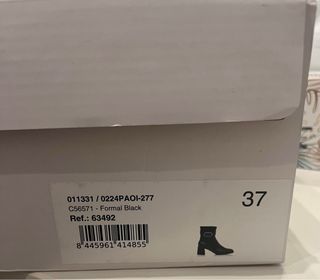 011331 / 0224PAOI-277
37
C56571 - Formal Black
Ref.: 63492
8 445961 414855